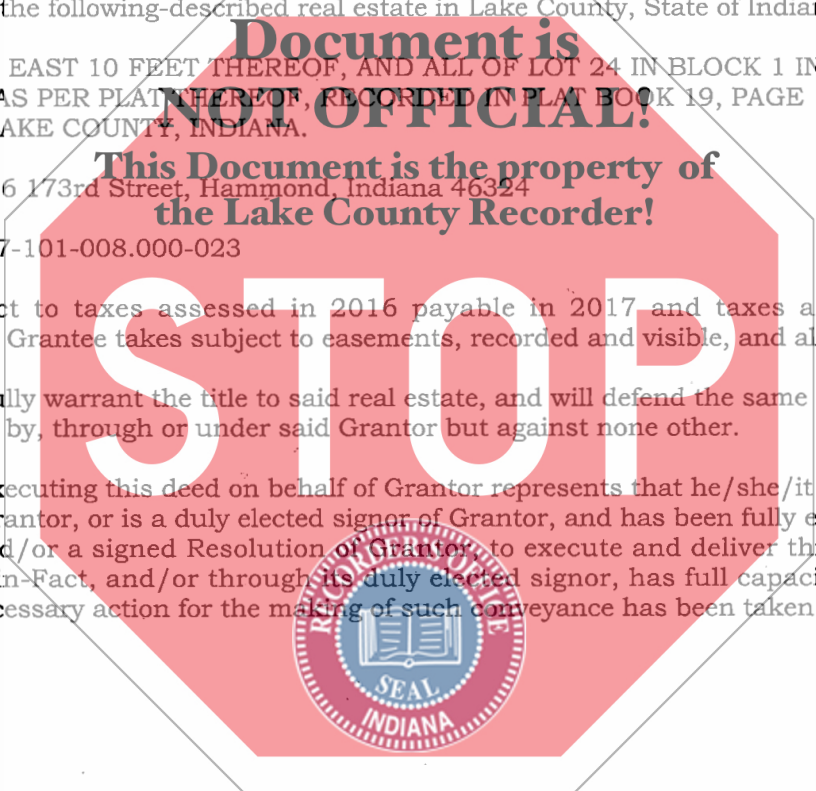 the following-described real estate in Lake County, State of Indian
Document is
EAST 10 FEET THEREOF, AND ALL OF LOT 24 IN BLOCK 1 IN
AS PER PLAT THEREOF, RECORDED IN PLAT BOOK 19, PAGE
NOT OFFICIAL!
AKE COUNTY, INDIANA.
This Document is the property of
6 173rd Street, Hammond, Indiana 46324
the Lake County Recorder!
7-101-008.000-023
STOP
ct to taxes assessed in 2016 payable in 2017 and taxes a
Grantee takes subject to easements, recorded and visible, and al
lly warrant the title to said real estate, and will defend the same
by, through or under said Grantor but against none other.
xecuting this deed on behalf of Grantor represents that he/she/it
rantor, or is a duly elected signor of Grantor, and has been fully e
d/or a signed Resolution of Grantor, to execute and deliver thi
n-Fact, and/or through its duly elected signor, has full capaci
cessary action for the making of such conveyance has been taken
RECORDER'S OFFICE
SEAL
INDIANA